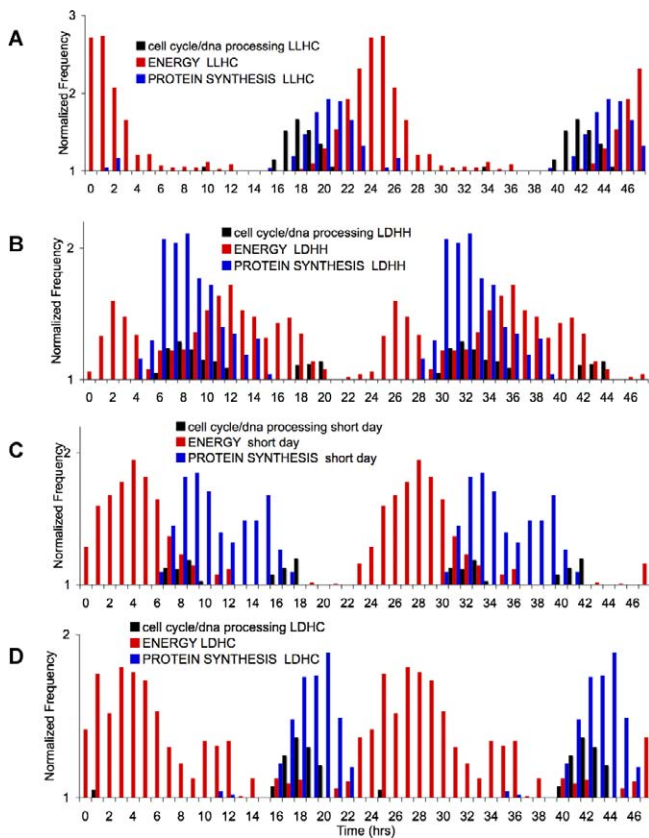 A
Normalized Frequency
3
2
1
cell cycle/dna processing LLHC
ENERGY LLHC
PROTEIN SYNTHESIS LLHC
0 2 4 6 8 10 12 14 16 18 20 22 24 26 28 30 32 34 36 38 40 42 44 46
B
Normalized Frequency
2
1
cell cycle/dna processing LDHH
ENERGY LDHH
PROTEIN SYNTHESIS LDHH
0 2 4 6 8 10 12 14 16 18 20 22 24 26 28 30 32 34 36 38 40 42 44 46
C
Normalized Frequency
2
1
cell cycle/dna processing short day
ENERGY short day
PROTEIN SYNTHESIS short day
0 2 4 6 8 10 12 14 16 18 20 22 24 26 28 30 32 34 36 38 40 42 44 46
D
Normalized Frequency
2
1
cell cycle/dna processing LDHC
ENERGY LDHC
PROTEIN SYNTHESIS LDHC
0 2 4 6 8 10 12 14 16 18 20 22 24 26 28 30 32 34 36 38 40 42 44 46
Time (hrs)